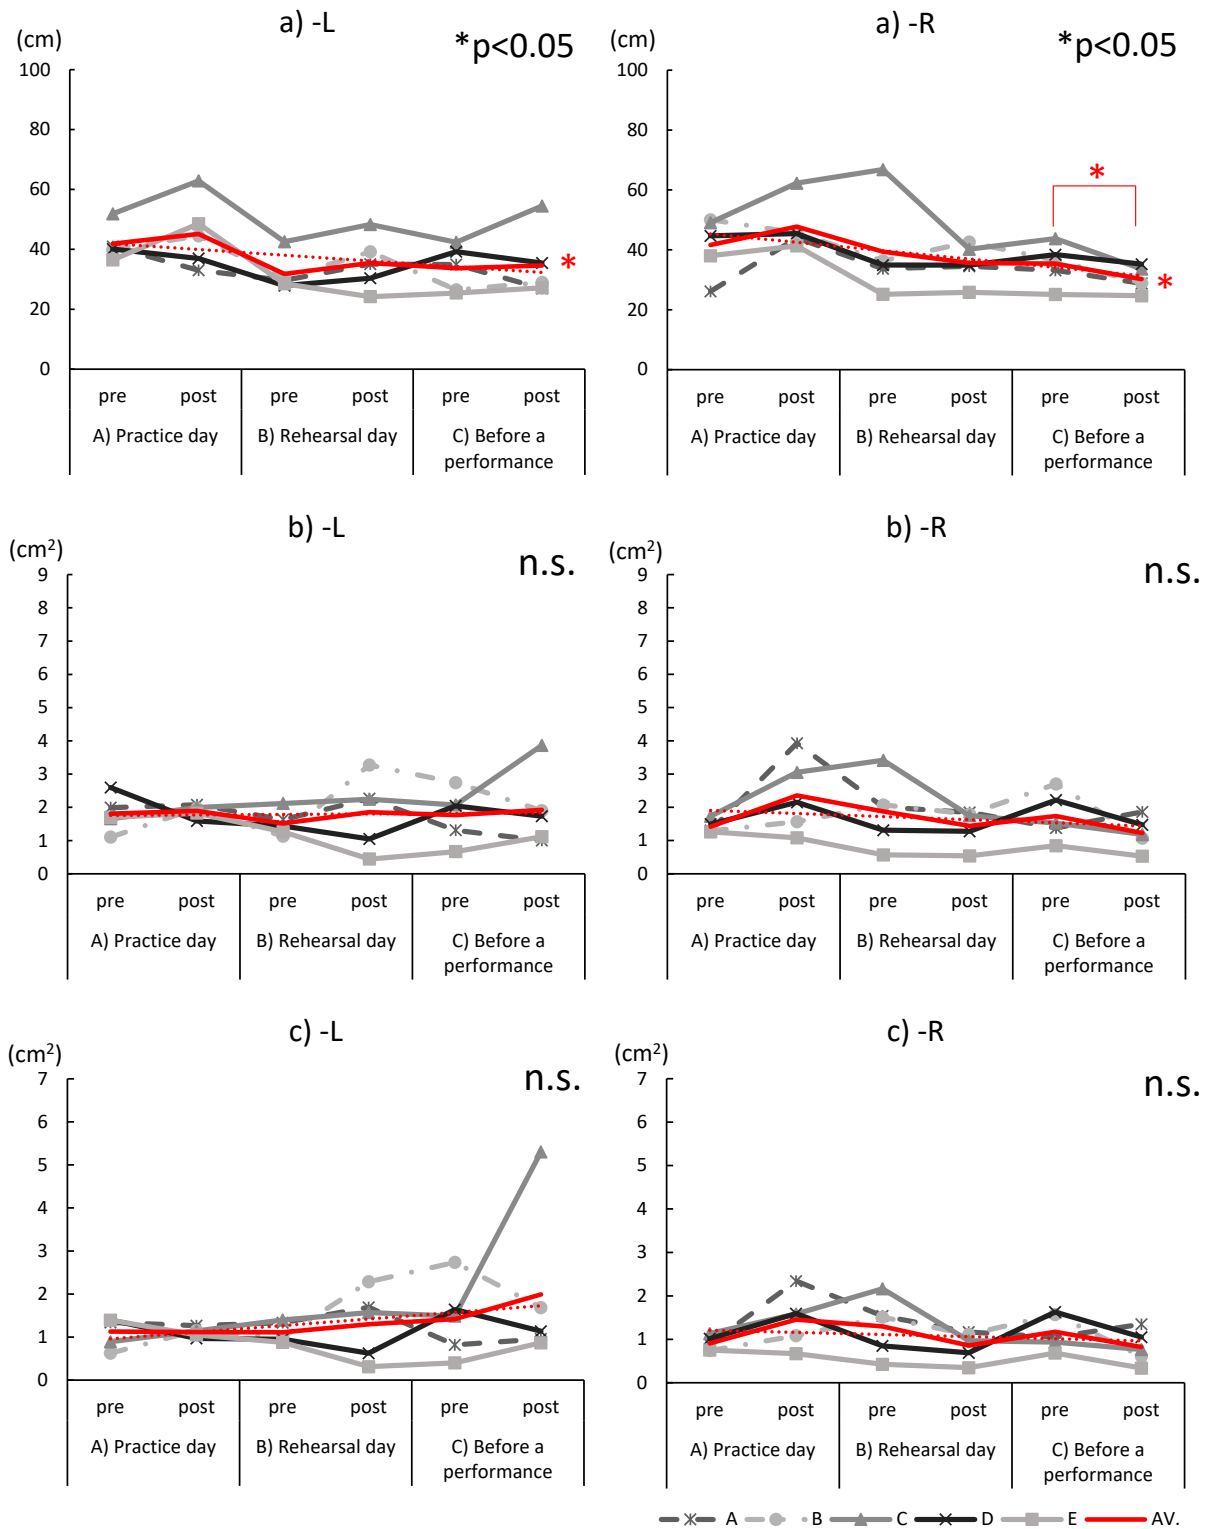 a) -L
(cm)
*p<0.05
100
80
60
40
20
0
*
pre post pre post pre post
A) Practice day B) Rehearsal day C) Before a
performance
a) -R
(cm)
*p<0.05
100
80
60
40
20
0
*
*
pre post pre post pre post
A) Practice day B) Rehearsal day C) Before a
performance
b) -L
(cm²)
n.s.
9
8
7
6
5
4
3
2
1
0
pre post pre post pre post
A) Practice day B) Rehearsal day C) Before a
performance
b) -R
(cm²)
n.s.
9
8
7
6
5
4
3
2
1
0
pre post pre post pre post
A) Practice day B) Rehearsal day C) Before a
performance
c) -L
(cm²)
n.s.
7
6
5
4
3
2
1
0
pre post pre post pre post
A) Practice day B) Rehearsal day C) Before a
performance
c) -R
(cm²)
n.s.
7
6
5
4
3
2
1
0
pre post pre post pre post
A) Practice day B) Rehearsal day C) Before a
performance
A B C D E AV.